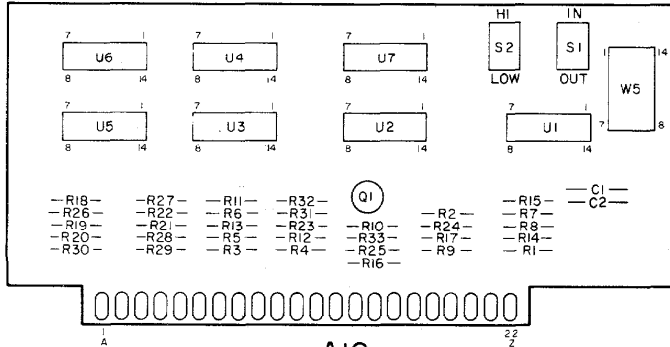 HI IN
7 1 7 1 7 1
U6 U4 U7 S2 S1
1 14
8 14 8 14 8 14 LOW OUT
W5
7 1 7 1 7 1 7 1
U5 U3 U2 U1
7 8
8 14 8 14 8 14 8 14
R18 R27 R11 R32 Q1 R15 C1
R26 R22 R6 R31 R2 R7 C2
R19 R21 R13 R23 R10 R24 R8
R20 R28 R5 R12 R33 R17 R14
R30 R29 R3 R4 R25 R9 R1
R16
1 22
A Z